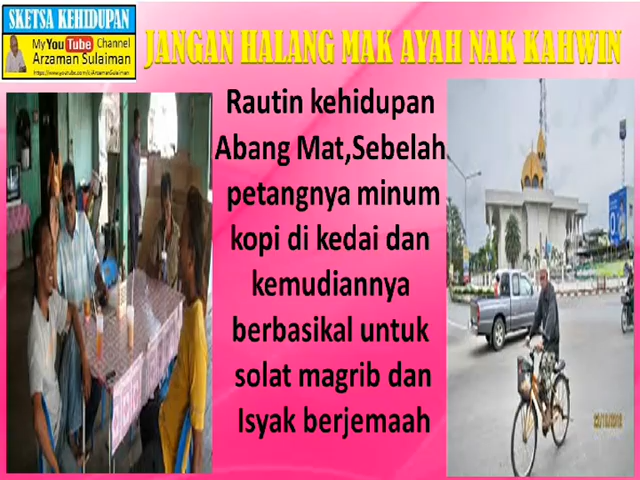 SKETSA KEHIDUPAN
My YouTube Channel
Arzaman Sulaiman
JANGAN HALANG MAK AYAH NAK KAHWIN
Rautin kehidupan
Abang Mat,Sebelah
petangnya minum
kopi di kedai dan
kemudiannya
berbasikal untuk
solat magrib dan
Isyak berjemaah